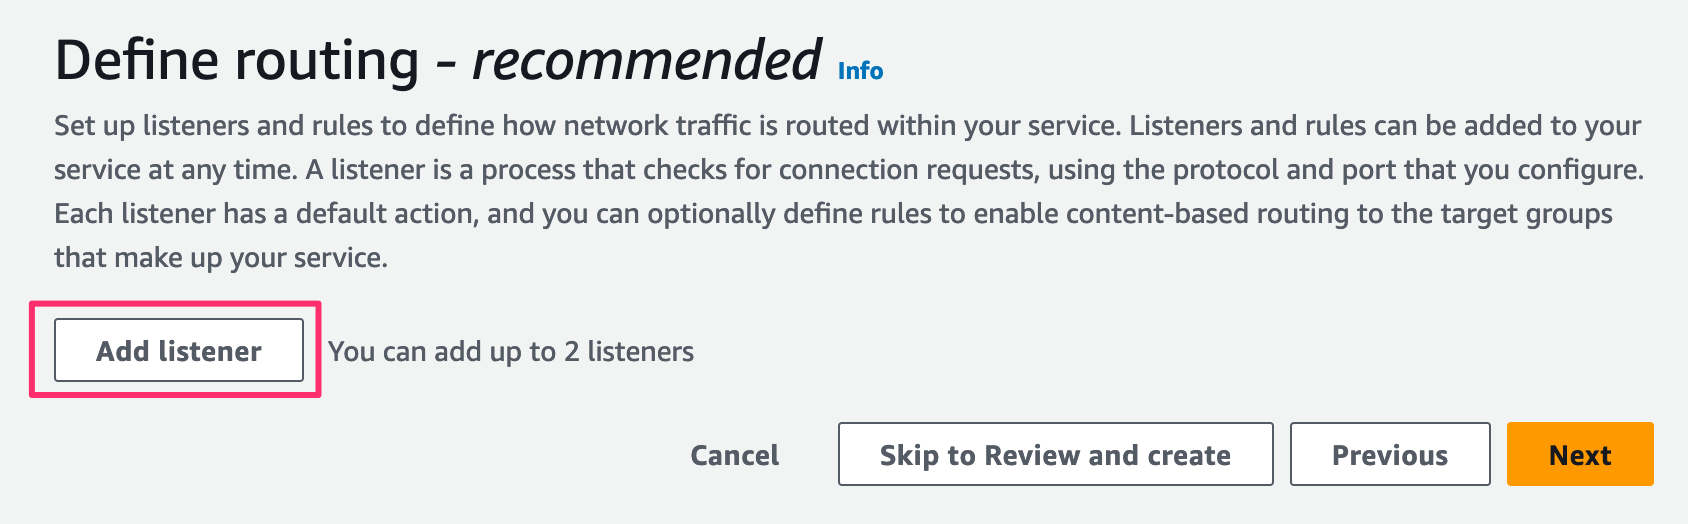 Define routing - recommended Info
Set up listeners and rules to define how network traffic is routed within your service. Listeners and rules can be added to your
service at any time. A listener is a process that checks for connection requests, using the protocol and port that you configure.
Each listener has a default action, and you can optionally define rules to enable content-based routing to the target groups
that make up your service.
Add listener You can add up to 2 listeners
Cancel Skip to Review and create Previous Next